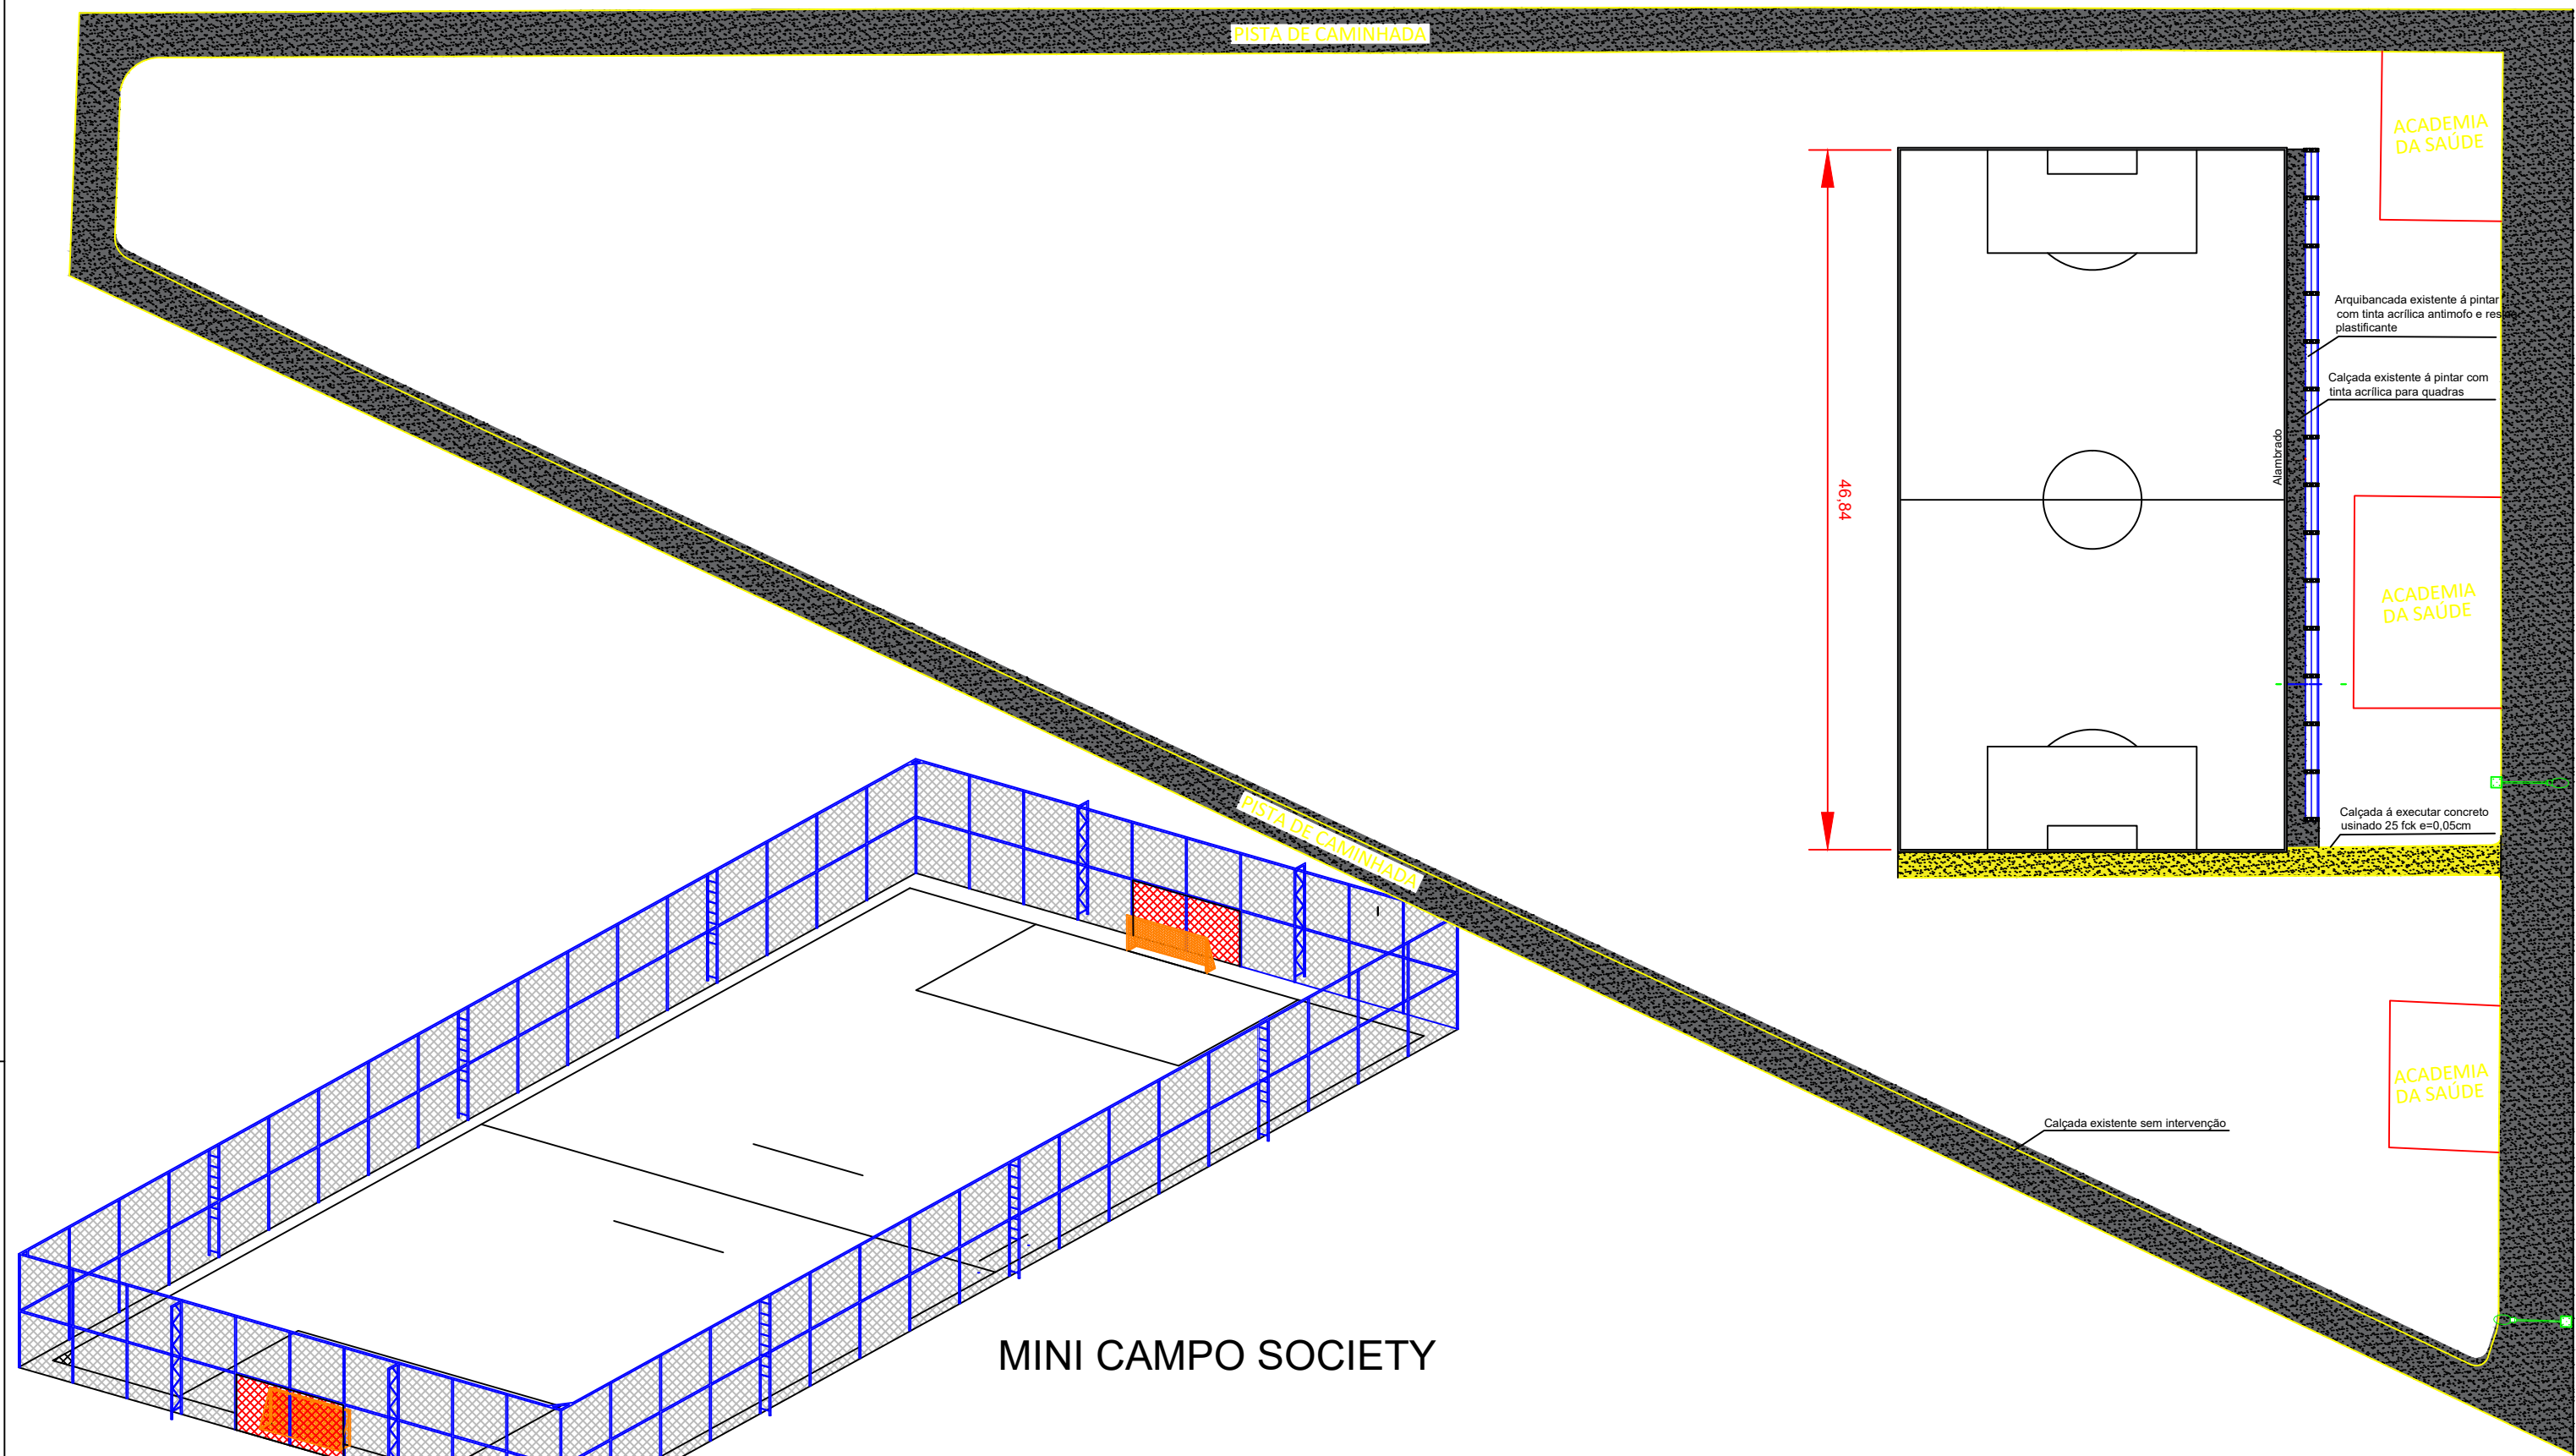 PISTA DE CAMINHADA
ACADEMIA
DA SAÚDE
Arquibancada existente á pintar
com tinta acrílica antimofo e
plastificante
Calçada existente á pintar com
tinta acrílica para quadras
Alambrado
46,84
ACADEMIA
DA SAÚDE
PISTA DE CAMINHADA
Calçada á executar concreto
usinado 25 fck e=0,05cm
ACADEMIA
DA SAÚDE
Calçada existente sem intervenção
MINI CAMPO SOCIETY